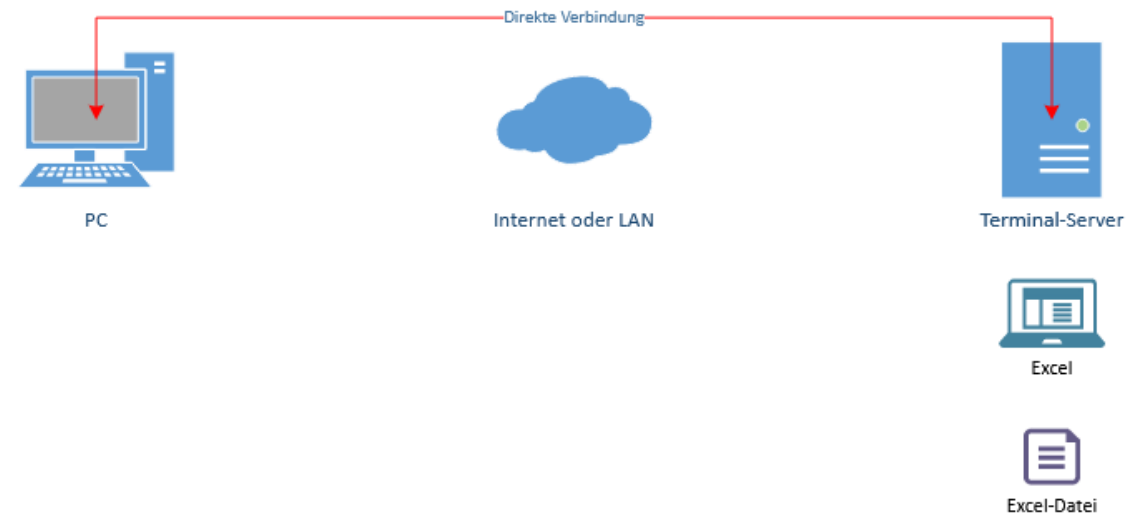 Direkte Verbindung
PC
Internet oder LAN
Terminal-Server
Excel
Excel-Datei